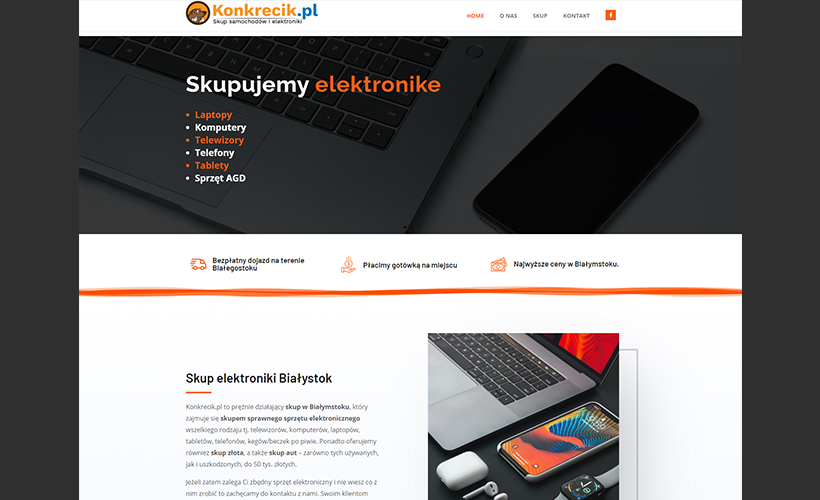 Konkrecik.pl
Skup samochodów i elektroniki
HOME O NAS SKUP KONTAKT
Skupujemy elektronike
Laptopy
Komputery
Telewizory
Telefony
Tablety
Sprzęt AGD
Bezpłatny dojazd na terenie
Białegostoku
Płacimy gotówką na miejscu
Najwyższe ceny w Białymstoku.
Skup elektroniki Białystok
Konkrecik.pl to prężnie działający skup w Białymstoku, który
zajmuje się skupem sprawnego sprzętu elektronicznego
wszelkiego rodzaju tj. telewizorów, komputerów, laptopów,
tabletów, telefonów, kegów/beczek po piwie. Ponadto oferujemy
również skup złota, a także skup aut – zarówno tych używanych,
jak i uszkodzonych, do 50 tys. złotych.
Jeżeli zatem zalega Ci zbędny sprzęt elektroniczny i nie wiesz co z
nim zrobić to zachęcamy do kontaktu z nami. Swoim klientom